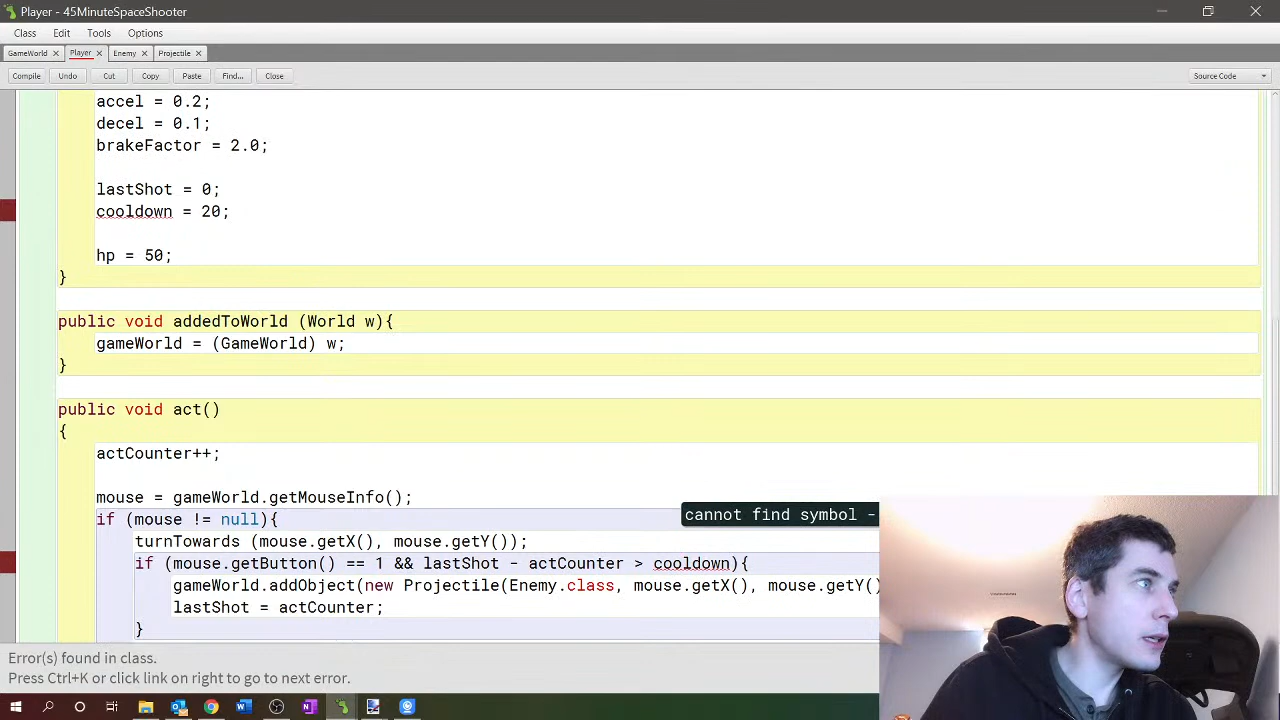 Player - 45MinuteSpaceShooter
Class Edit Tools Options
GameWorld × Player × Enemy × Projectile ×
Compile Undo Cut Copy Paste Find... Close Source Code
accel = 0.2;
decel = 0.1;
brakeFactor = 2.0;
lastShot = 0;
cooldown = 20;
hp = 50;
}
public void addedToWorld (World w){
gameWorld = (GameWorld) w;
}
public void act()
{
actCounter++;
mouse = gameWorld.getMouseInfo();
if (mouse != null){
cannot find symbol -
turnTowards (mouse.getX(), mouse.getY());
if (mouse.getButton() == 1 && lastShot - actCounter > cooldown){
gameWorld.addObject(new Projectile(Enemy.class, mouse.getX(), mouse.getY()
lastShot = actCounter;
}
Error(s) found in class.
Press Ctrl+K or click link on right to go to next error.